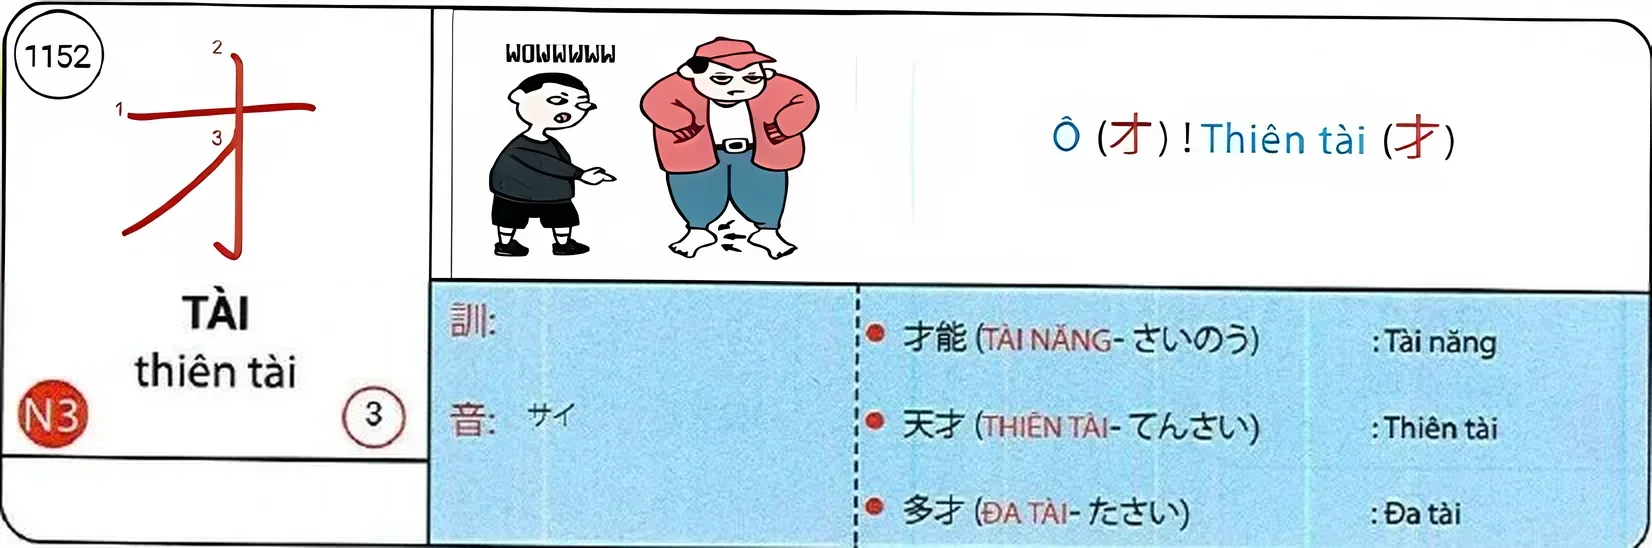 1152
1
2
3
TÀI
thiên tài
N3
3
WOWWWWW
Ô (才) ! Thiên tài (才)
訓:
音: サイ
● 才能 (TÀI NĂNG- さいのう) : Tài năng
● 天才 (THIÊN TÀI- てんさい) : Thiên tài
● 多才 (ĐA TÀI- たさい) : Đa tài